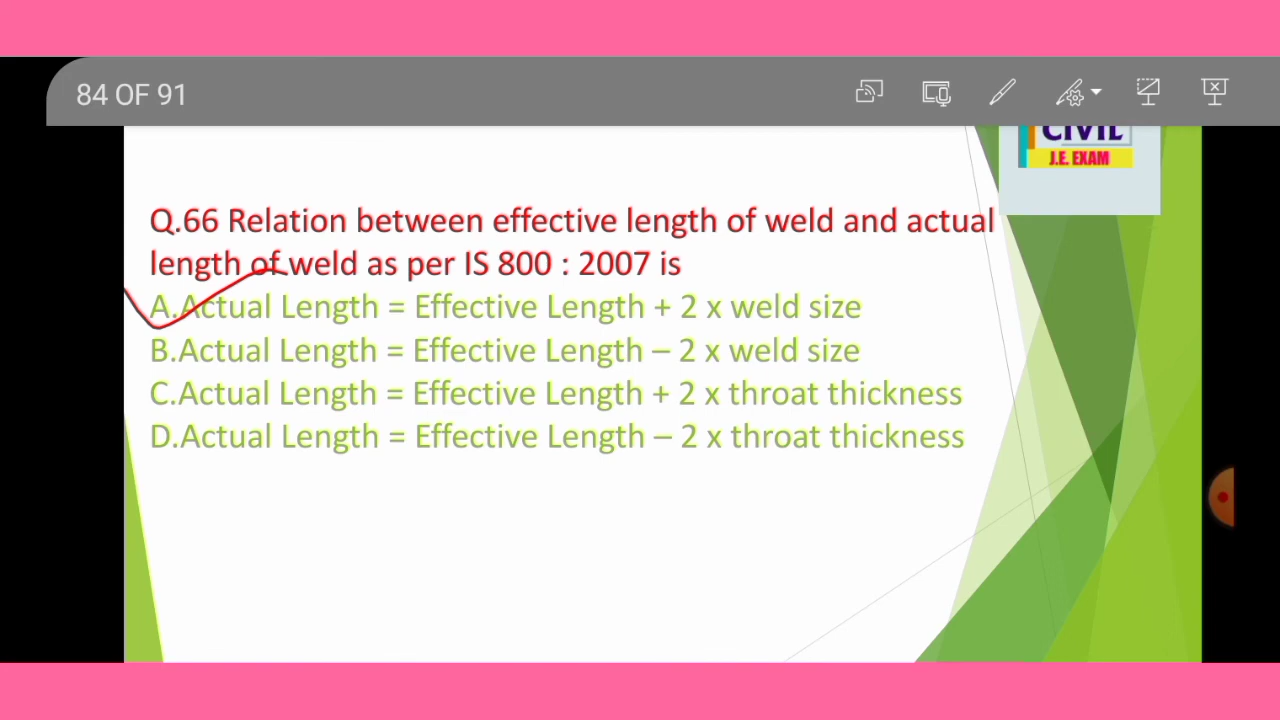 84 OF 91
CIVIL
J.E. EXAM
Q.66 Relation between effective length of weld and actual
length of weld as per IS 800 : 2007 is
A.Actual Length = Effective Length + 2 x weld size
B.Actual Length = Effective Length – 2 x weld size
C.Actual Length = Effective Length + 2 x throat thickness
D.Actual Length = Effective Length – 2 x throat thickness